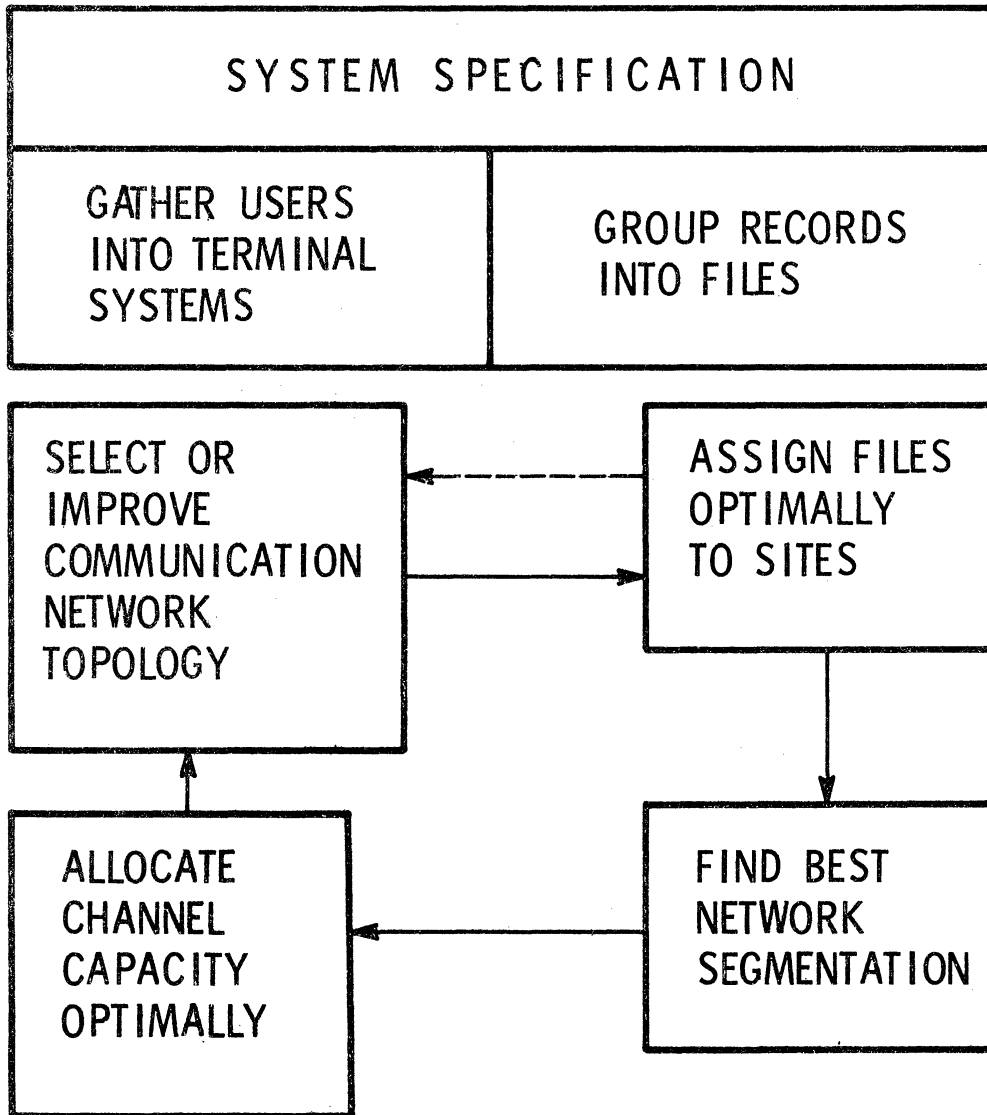 SYSTEM SPECIFICATION
GATHER USERS
INTO TERMINAL
SYSTEMS
GROUP RECORDS
INTO FILES
SELECT OR
IMPROVE
COMMUNICATION
NETWORK
TOPOLOGY
ASSIGN FILES
OPTIMALLY
TO SITES
ALLOCATE
CHANNEL
CAPACITY
OPTIMALLY
FIND BEST
NETWORK
SEGMENTATION